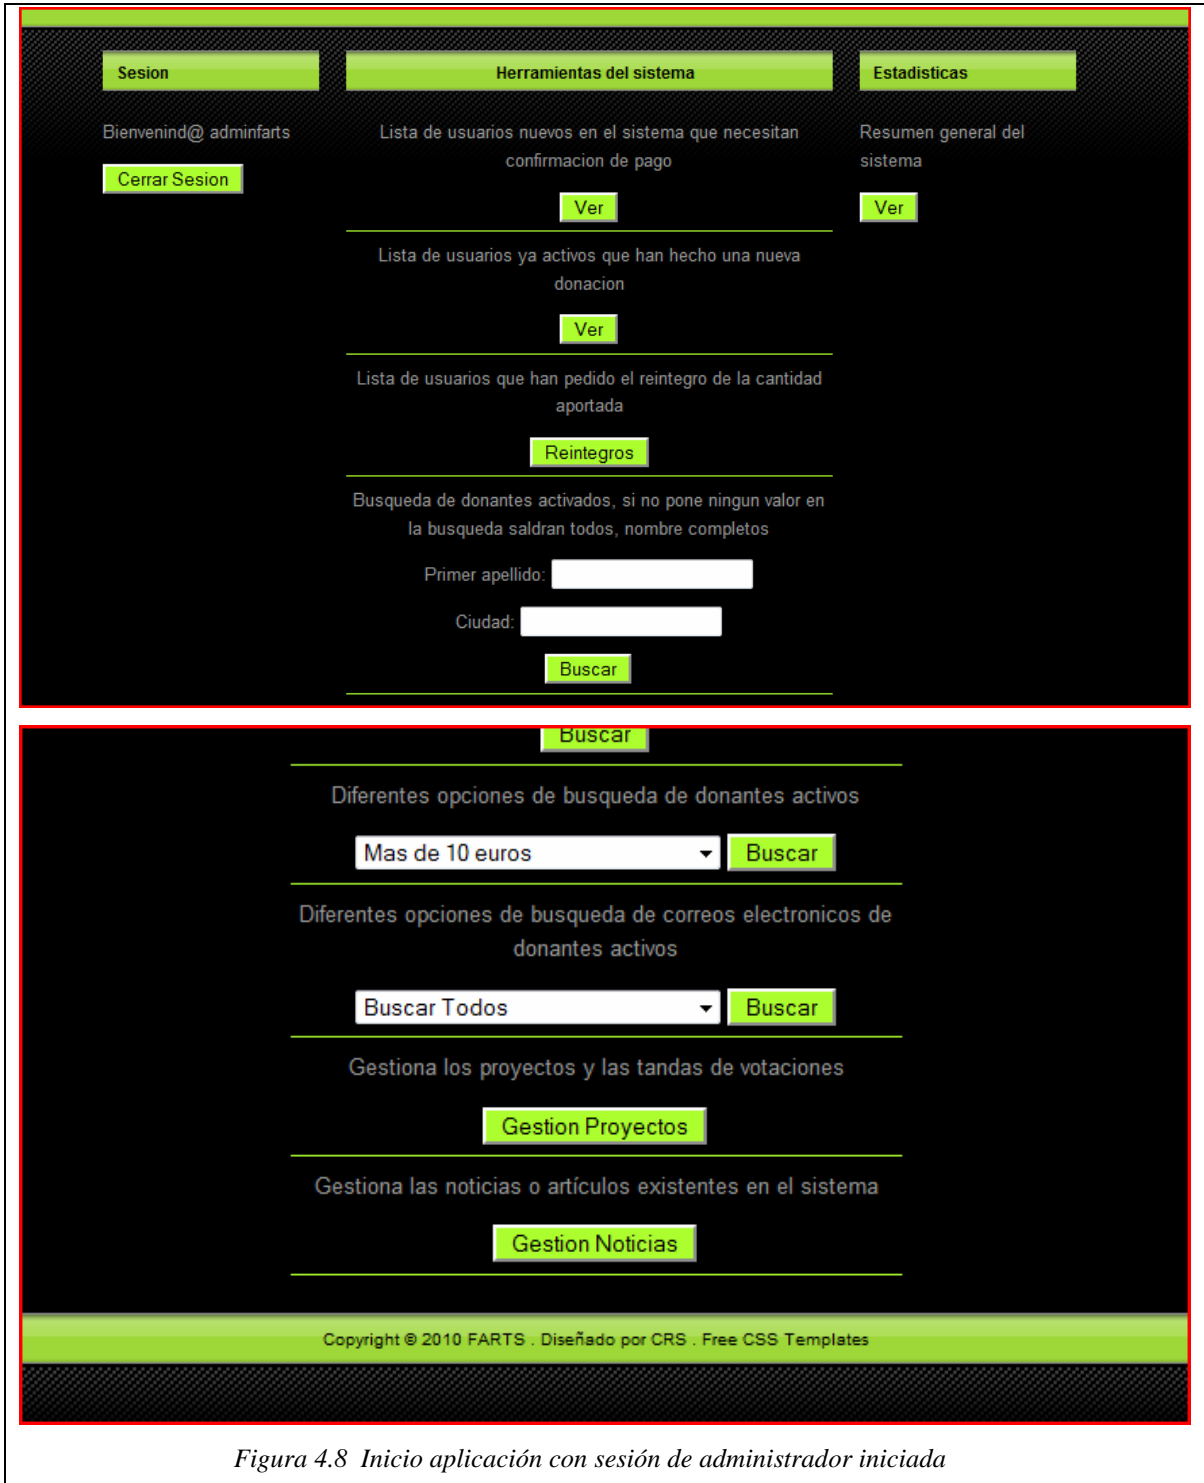 Sesion
Bienvenind@ adminfarts
Cerrar Sesion
Herramientas del sistema
Lista de usuarios nuevos en el sistema que necesitan
confirmacion de pago
Ver
Lista de usuarios ya activos que han hecho una nueva
donacion
Ver
Lista de usuarios que han pedido el reintegro de la cantidad
aportada
Reintegros
Busqueda de donantes activados, si no pone ningun valor en
la busqueda saldran todos, nombre completos
Primer apellido:
Ciudad:
Buscar
Estadisticas
Resumen general del
sistema
Ver
Buscar
Diferentes opciones de busqueda de donantes activos
Mas de 10 euros Buscar
Diferentes opciones de busqueda de correos electronicos de
donantes activos
Buscar Todos Buscar
Gestiona los proyectos y las tandas de votaciones
Gestion Proyectos
Gestiona las noticias o artículos existentes en el sistema
Gestion Noticias
Copyright © 2010 FARTS . Diseñado por CRS . Free CSS Templates
Figura 4.8 Inicio aplicación con sesión de administrador iniciada